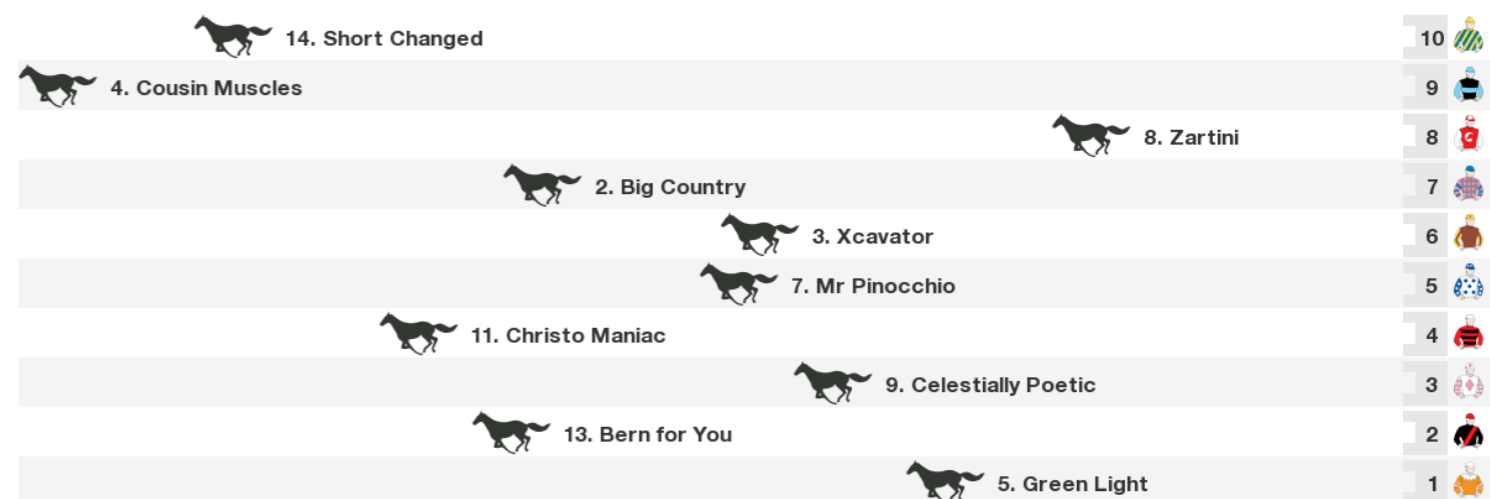 14. Short Changed 10
4. Cousin Muscles 9
8. Zartini 8
2. Big Country 7
3. Xcavator 6
7. Mr Pinocchio 5
11. Christo Maniac 4
9. Celestially Poetic 3
13. Bern for You 2
5. Green Light 1